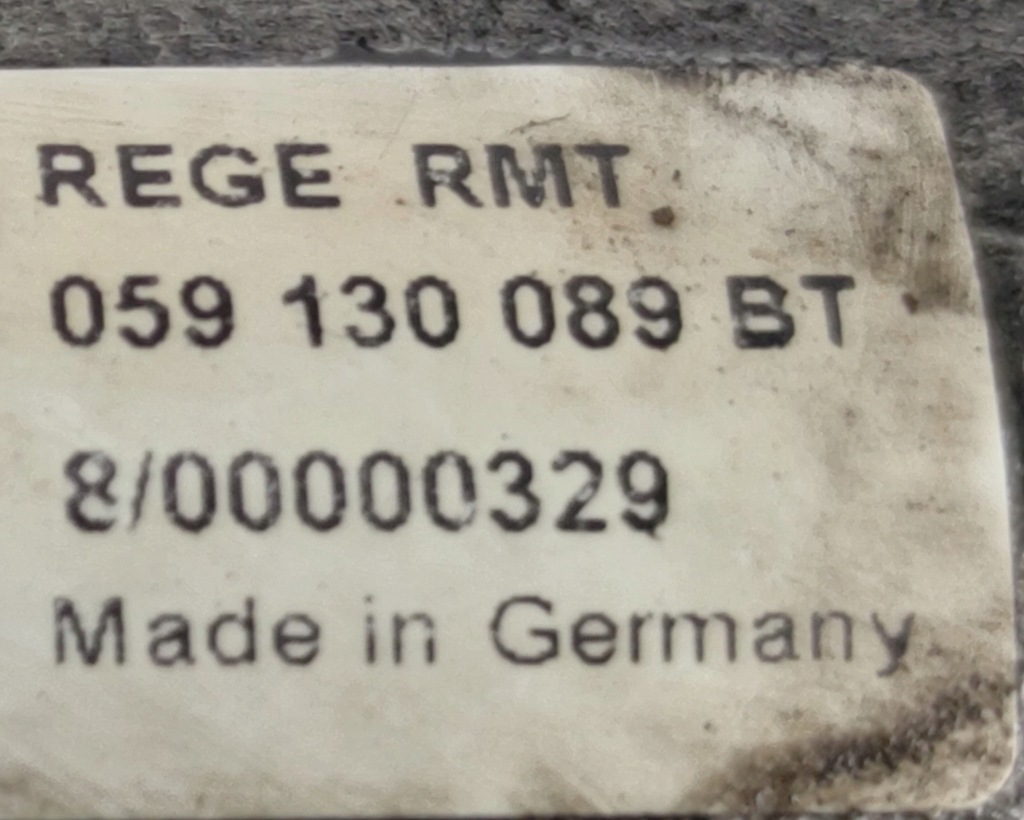 REGE RMT
059 130 089 BT
8/00000329
Made in Germany